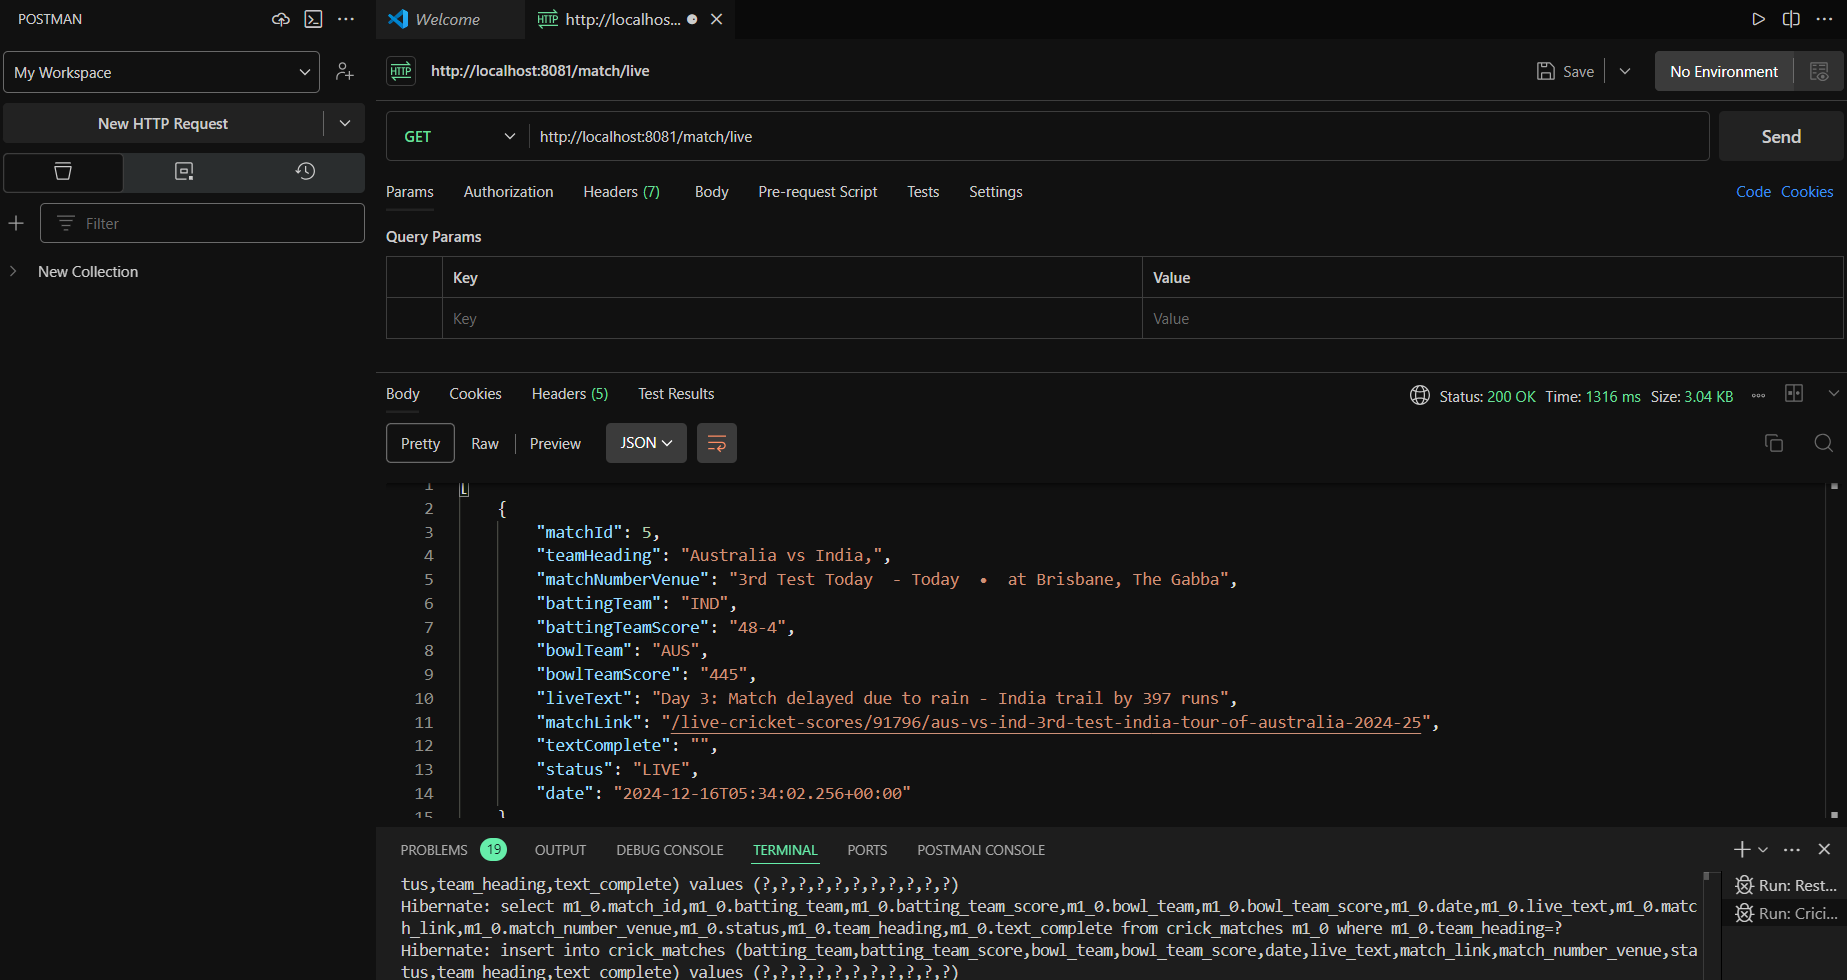 POSTMAN
Welcome
HTTP http://localhos...
My Workspace
HTTP http://localhost:8081/match/live
Save
No Environment
New HTTP Request
GET
http://localhost:8081/match/live
Send
Params Authorization Headers (7) Body Pre-request Script Tests Settings
Code Cookies
Filter
Query Params
New Collection
Key Value
Key Value
Body Cookies Headers (5) Test Results
Status: 200 OK Time: 1316 ms Size: 3.04 KB
Pretty Raw Preview JSON
1 [
2 {
3 "matchId": 5,
4 "teamHeading": "Australia vs India,",
5 "matchNumberVenue": "3rd Test Today  - Today  •  at Brisbane, The Gabba",
6 "battingTeam": "IND",
7 "battingTeamScore": "48-4",
8 "bowlTeam": "AUS",
9 "bowlTeamScore": "445",
10 "liveText": "Day 3: Match delayed due to rain - India trail by 397 runs",
11 "matchLink": "/live-cricket-scores/91796/aus-vs-ind-3rd-test-india-tour-of-australia-2024-25",
12 "textComplete": "",
13 "status": "LIVE",
14 "date": "2024-12-16T05:34:02.256+00:00"
15 }
PROBLEMS 19 OUTPUT DEBUG CONSOLE TERMINAL PORTS POSTMAN CONSOLE
tus,team_heading,text_complete) values (?,?,?,?,?,?,?,?,?,?,?)
Hibernate: select m1_0.match_id,m1_0.batting_team,m1_0.batting_team_score,m1_0.bowl_team,m1_0.bowl_team_score,m1_0.date,m1_0.live_text,m1_0.matc
h_link,m1_0.match_number_venue,m1_0.status,m1_0.team_heading,m1_0.text_complete from crick_matches m1_0 where m1_0.team_heading=?
Hibernate: insert into crick_matches (batting_team,batting_team_score,bowl_team,bowl_team_score,date,live_text,match_link,match_number_venue,sta
tus,team_heading,text_complete) values (?,?,?,?,?,?,?,?,?,?,?)
Run: Rest...
Run: Crici...